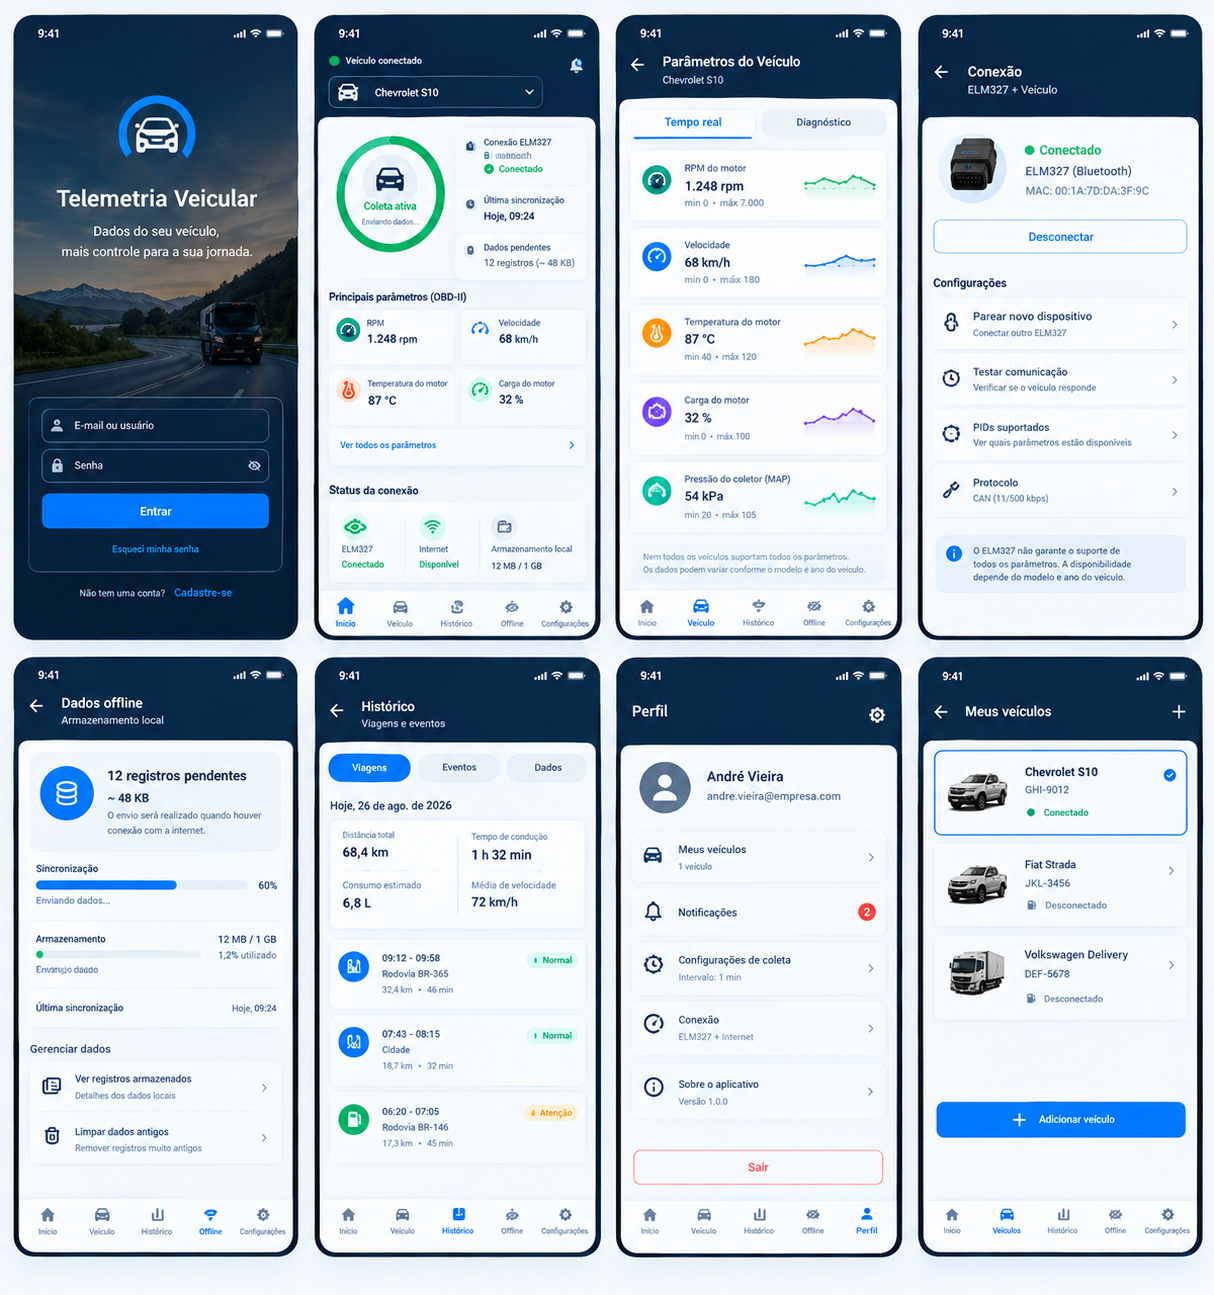 9:41
Telemetria Veicular
Dados do seu veículo,
mais controle para a sua jornada.
E-mail ou usuário
Senha
Entrar
Esqueci minha senha
Não tem uma conta? Cadastre-se
9:41
Veículo conectado
Chevrolet S10
Coleta ativa
Enviando dados...
Conexão ELM327
Conectado
Última sincronização
Hoje, 09:24
Dados pendentes
12 registros (~ 48 KB)
Principais parâmetros (OBD-II)
RPM
1.248 rpm
Velocidade
68 km/h
Temperatura do motor
87 °C
Carga do motor
32 %
Ver todos os parâmetros
Status da conexão
ELM327
Conectado
Internet
Disponível
Armazenamento local
12 MB / 1 GB
Início
Veículo
Histórico
Offline
Configurações
9:41
Parâmetros do Veículo
Chevrolet S10
Tempo real
Diagnóstico
RPM do motor
1.248 rpm
min 0 • máx 7.000
Velocidade
68 km/h
min 0 • máx 180
Temperatura do motor
87 °C
min 40 • máx 120
Carga do motor
32 %
min 0 • máx 100
Pressão do coletor (MAP)
54 kPa
min 20 • máx 105
Nem todos os veículos suportam todos os parâmetros.
Os dados podem variar conforme o modelo e ano do veículo.
Início
Veículo
Histórico
Offline
Configurações
9:41
Conexão
ELM327 + Veículo
Conectado
ELM327 (Bluetooth)
MAC: 00:1A:7D:DA:3F:9C
Desconectar
Configurações
Parear novo dispositivo
Conectar outro ELM327
Testar comunicação
Verificar se o veículo responde
PIDs suportados
Ver quais parâmetros estão disponíveis
Protocolo
CAN (11/500 kbps)
O ELM327 não garante o suporte de
todos os parâmetros. A disponibilidade
depende do modelo e ano do veículo.
9:41
Dados offline
Armazenamento local
12 registros pendentes
~ 48 KB
O envio será realizado quando houver
conexão com a internet.
Sincronização
60%
Enviando dados...
Armazenamento
12 MB / 1 GB
1,2% utilizado
Última sincronização
Hoje, 09:24
Gerenciar dados
Ver registros armazenados
Detalhes dos dados locais
Limpar dados antigos
Remover registros muito antigos
Início
Veículo
Histórico
Offline
Configurações
9:41
Histórico
Viagens e eventos
Viagens
Eventos
Dados
Hoje, 26 de ago. de 2026
Distância total
68,4 km
Tempo de condução
1 h 32 min
Consumo estimado
6,8 L
Média de velocidade
72 km/h
09:12 - 09:58
Rodovia BR-365
32,4 km • 46 min
Normal
07:43 - 08:15
Cidade
18,7 km • 32 min
Normal
06:20 - 07:05
Rodovia BR-146
17,3 km • 45 min
Atenção
Início
Veículo
Histórico
Offline
Configurações
9:41
Perfil
André Vieira
andre.vieira@empresa.com
Meus veículos
1 veículo
Notificações
2
Configurações de coleta
Intervalo: 1 min
Conexão
ELM327 + Internet
Sobre o aplicativo
Versão 1.0.0
Sair
Início
Veículo
Histórico
Offline
Perfil
9:41
Meus veículos
Chevrolet S10
GHI-9012
Conectado
Fiat Strada
JKL-3456
Desconectado
Volkswagen Delivery
DEF-5678
Desconectado
Adicionar veículo
Início
Veículos
Histórico
Offline
Configurações